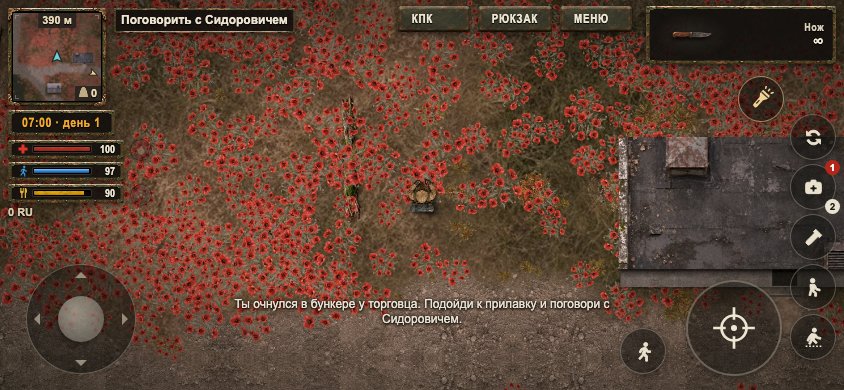 390 м
Поговорить с Сидоровичем
КПК
РЮКЗАК
МЕНЮ
Нож
∞
0
07:00 · день 1
100
97
90
0 RU
1
2
Ты очнулся в бункере у торговца. Подойди к прилавку и поговори с
Сидоровичем.